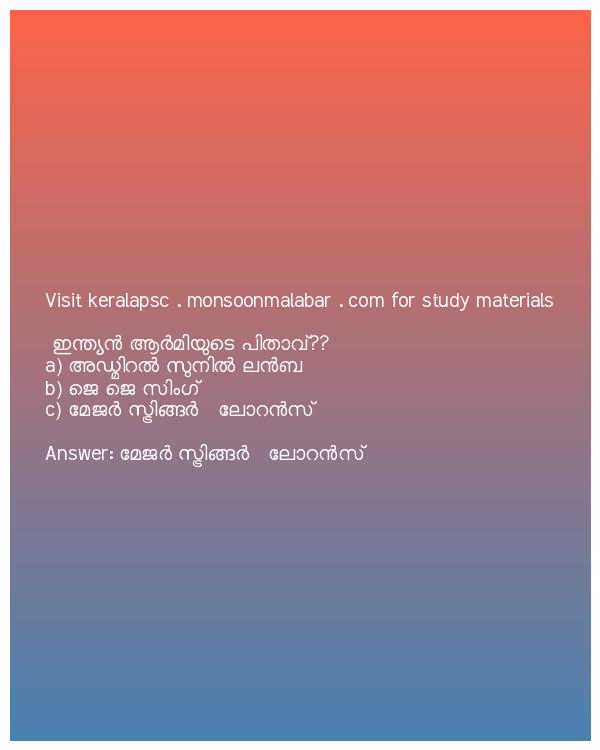 Visit keralapsc . monsoonmalabar . com for study materials
ഇന്ത്യൻ ആർമിയുടെ പിതാവ്??
a) അഡ്മിറൽ സുനിൽ ലൻബ
b) ജെ ജെ സിംഗ്
c) മേജർ സ്ട്രിങ്ങർ ലോറൻസ്
Answer: മേജർ സ്ട്രിങ്ങർ ലോറൻസ്